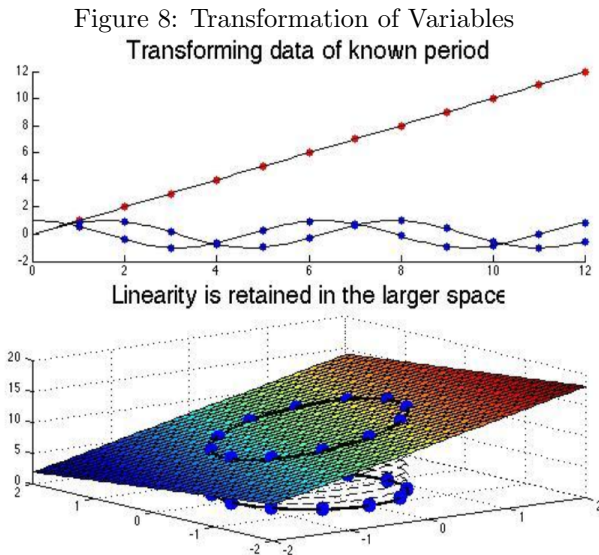 Figure 8: Transformation of Variables
Transforming data of known period
12
10
8
6
4
2
0
-2
0 2 4 6 8 10 12
Linearity is retained in the larger space
20
15
10
5
0
2 1 0 -1 -2
-2 -1 0 1 2